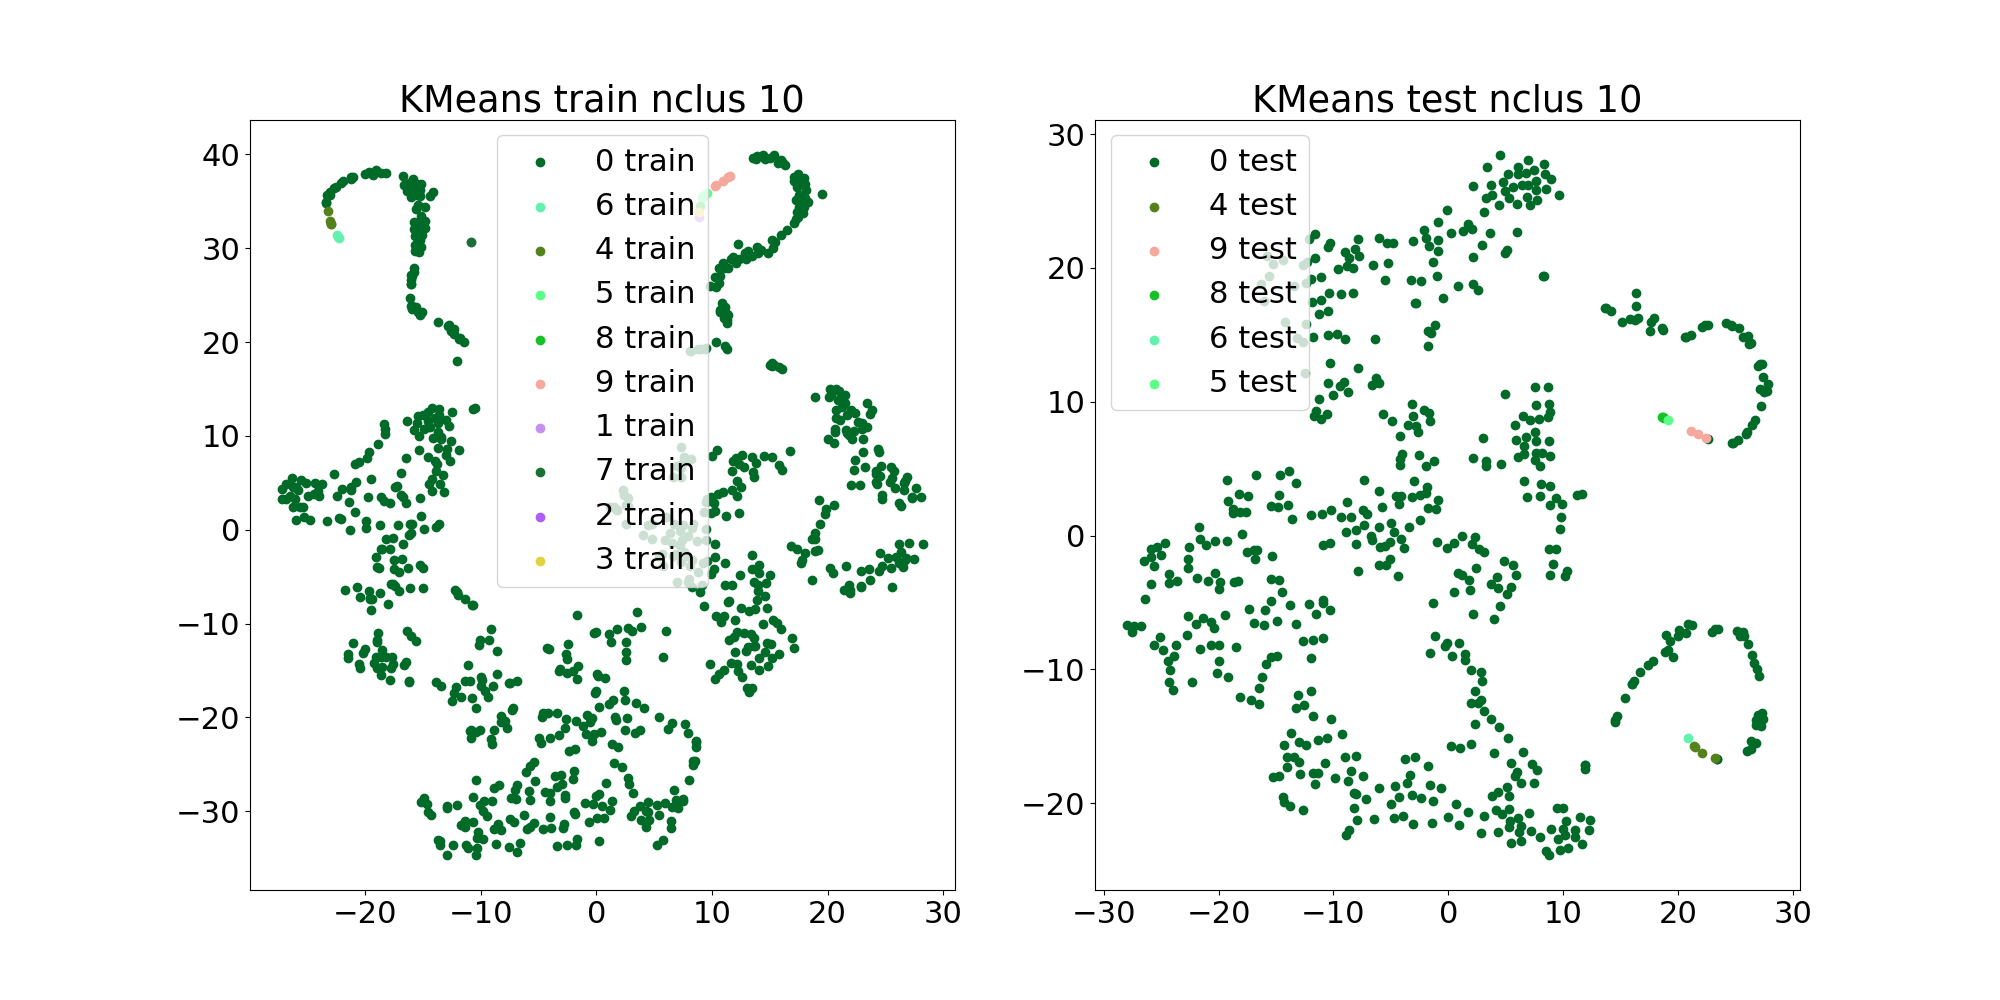 KMeans train nclus 10
40
30
20
10
0
−10
−20
−30
−20
−10
0
10
20
30
0 train
6 train
4 train
5 train
8 train
9 train
1 train
7 train
2 train
3 train
KMeans test nclus 10
30
20
10
0
−10
−20
−30
−20
−10
0
10
20
30
0 test
4 test
9 test
8 test
6 test
5 test